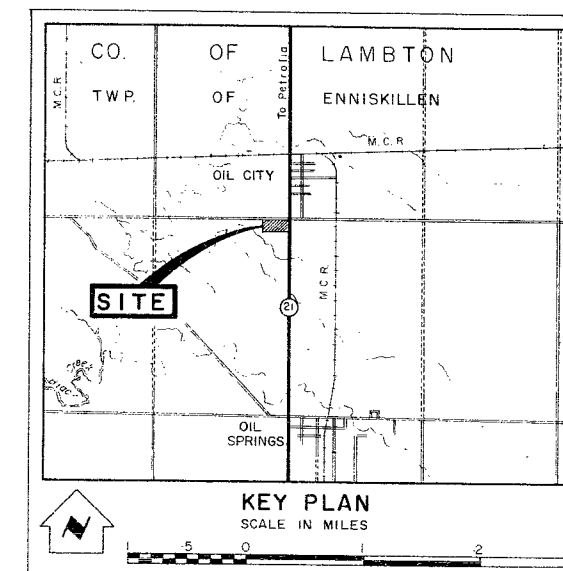 CO. OF LAMBTON
TWP. OF ENNISKILLEN
M.C.R.
To Petrolia
M.C.R.
OIL CITY
SITE
M.C.R.
21
OIL
SPRINGS
KEY PLAN
SCALE IN MILES
1 .5 0 1 2